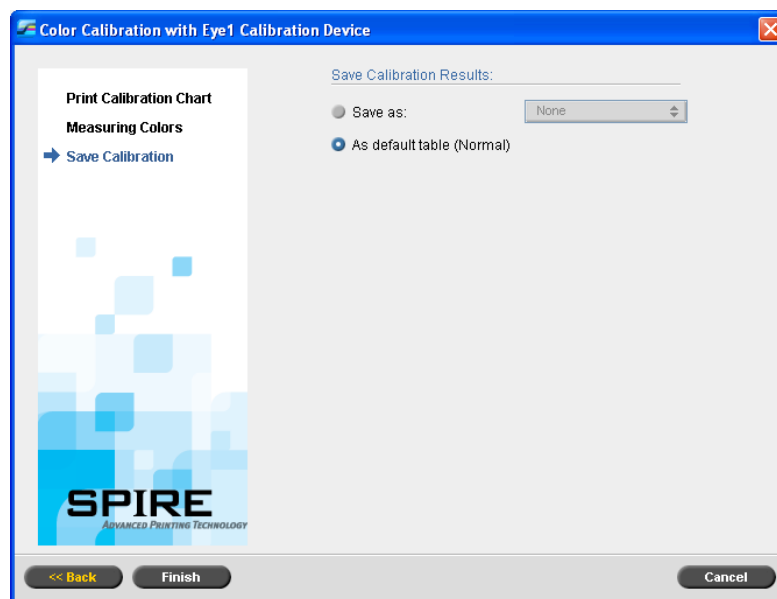 Color Calibration with Eye1 Calibration Device
Print Calibration Chart
Measuring Colors
Save Calibration
Save Calibration Results:
Save as:
None
As default table (Normal)
SPIRE
ADVANCED PRINTING TECHNOLOGY
<< Back
Finish
Cancel